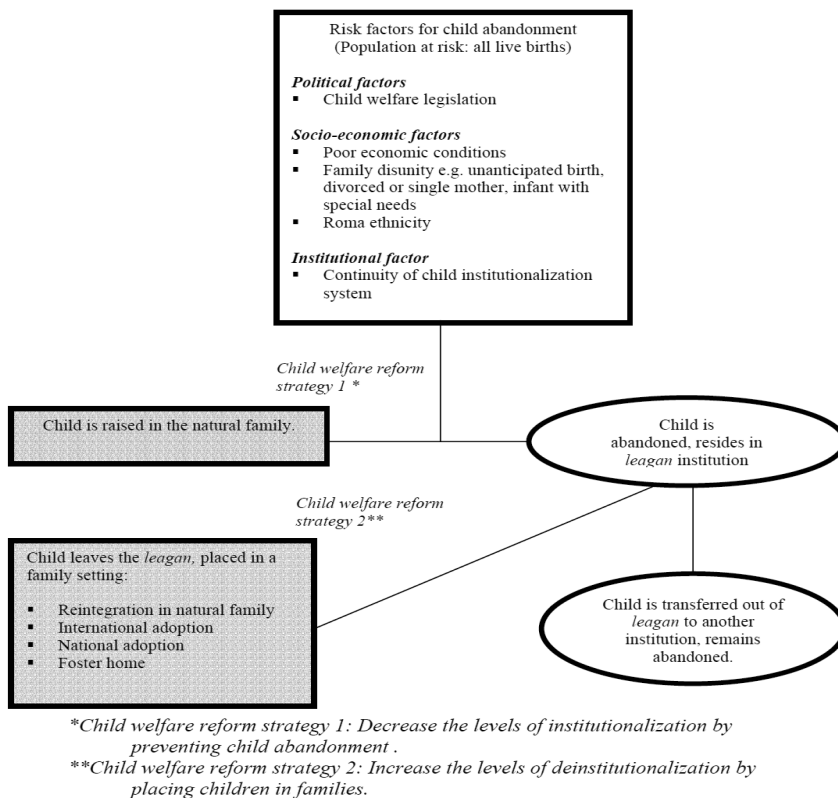 Risk factors for child abandonment
(Population at risk: all live births)
Political factors
▪ Child welfare legislation
Socio-economic factors
▪ Poor economic conditions
▪ Family disunity e.g. unanticipated birth,
divorced or single mother, infant with
special needs
▪ Roma ethnicity
Institutional factor
▪ Continuity of child institutionalization
system
Child welfare reform
strategy 1 *
Child is raised in the natural family.
Child is
abandoned, resides in
leagan institution
Child welfare reform
strategy 2**
Child leaves the leagan, placed in a
family setting:
▪ Reintegration in natural family
▪ International adoption
▪ National adoption
▪ Foster home
Child is transferred out of
leagan to another
institution, remains
abandoned.
*Child welfare reform strategy 1: Decrease the levels of institutionalization by
preventing child abandonment .
**Child welfare reform strategy 2: Increase the levels of deinstitutionalization by
placing children in families.